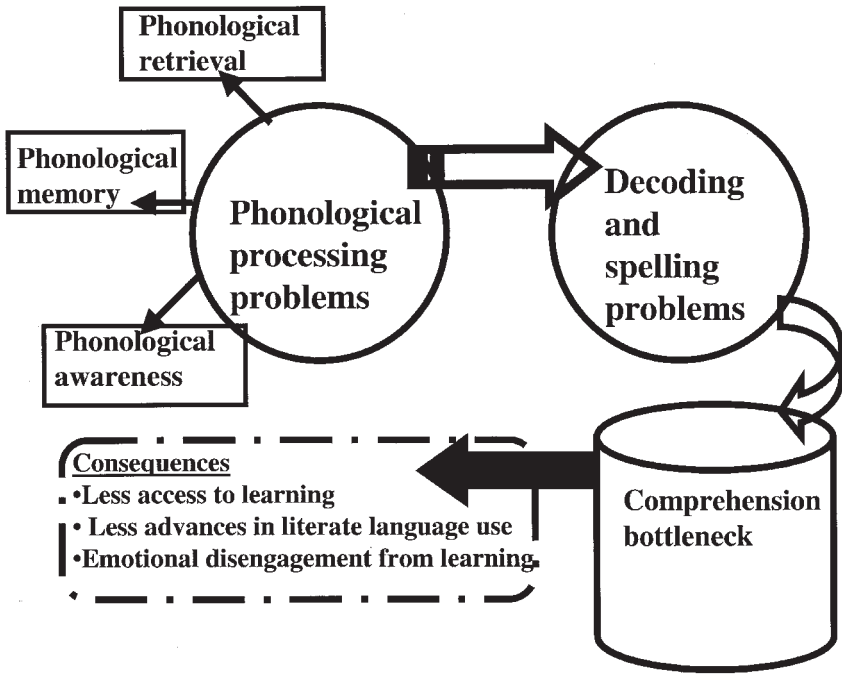 Phonological
retrieval
Phonological
memory
Phonological
awareness
Phonological
processing
problems
Decoding
and
spelling
problems
Comprehension
bottleneck
Consequences
•Less access to learning
• Less advances in literate language use
•Emotional disengagement from learning